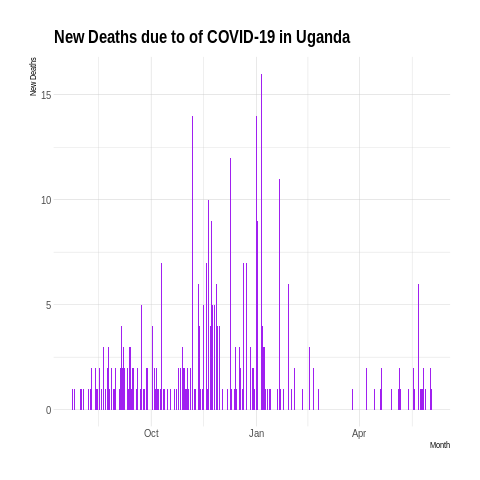 New Deaths due to of COVID-19 in Uganda
New Deaths
15
10
5
0
Oct Jan Apr
Month